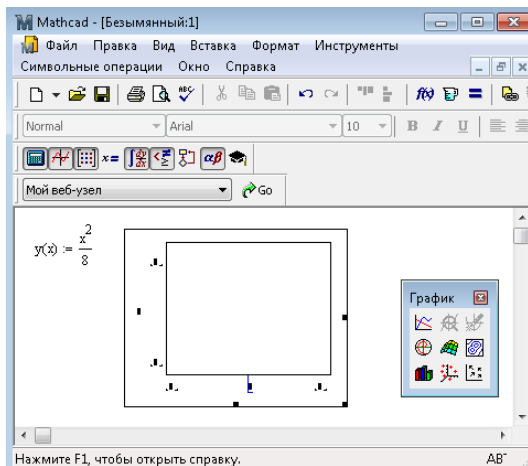 Mathcad - [Безымянный:1]
Файл Правка Вид Вставка Формат Инструменты
Символьные операции Окно Справка
ABC f(x) =
Normal Arial 10 B I U
x= αβ
Мой веб-узел Go
y(x) := x^2/8
График
Нажмите F1, чтобы открыть справку.